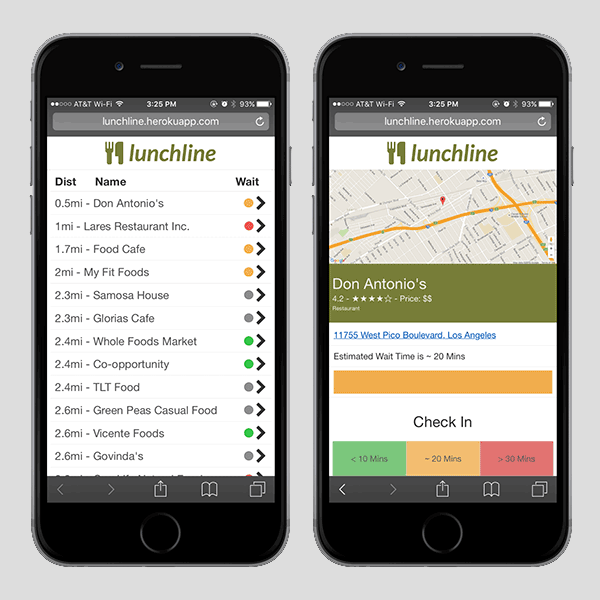 AT&T Wi-Fi 3:25 PM 93%
lunchline.herokuapp.com
lunchline
Dist Name Wait
0.5mi - Don Antonio's
1mi - Lares Restaurant Inc.
1.7mi - Food Cafe
2mi - My Fit Foods
2.3mi - Samosa House
2.3mi - Glorias Cafe
2.4mi - Whole Foods Market
2.4mi - Co-opportunity
2.4mi - TLT Food
2.6mi - Green Peas Casual Food
2.6mi - Vicente Foods
2.6mi - Govinda's
AT&T Wi-Fi 3:25 PM 93%
lunchline.herokuapp.com
lunchline
Don Antonio's
4.2 - ★★★★☆ - Price: $$
Restaurant
11755 West Pico Boulevard, Los Angeles
Estimated Wait Time is ~ 20 Mins
Check In
< 10 Mins ~ 20 Mins > 30 Mins